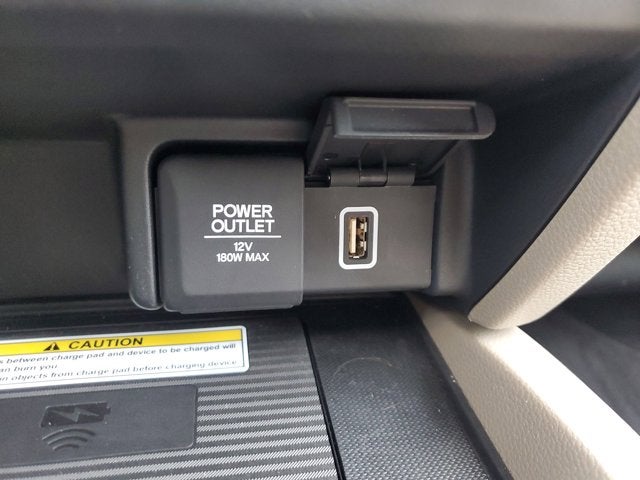 POWER
OUTLET
12V
180W MAX
CAUTION
between charge pad and device to be charged will
burn you.
objects from charge pad before charging device